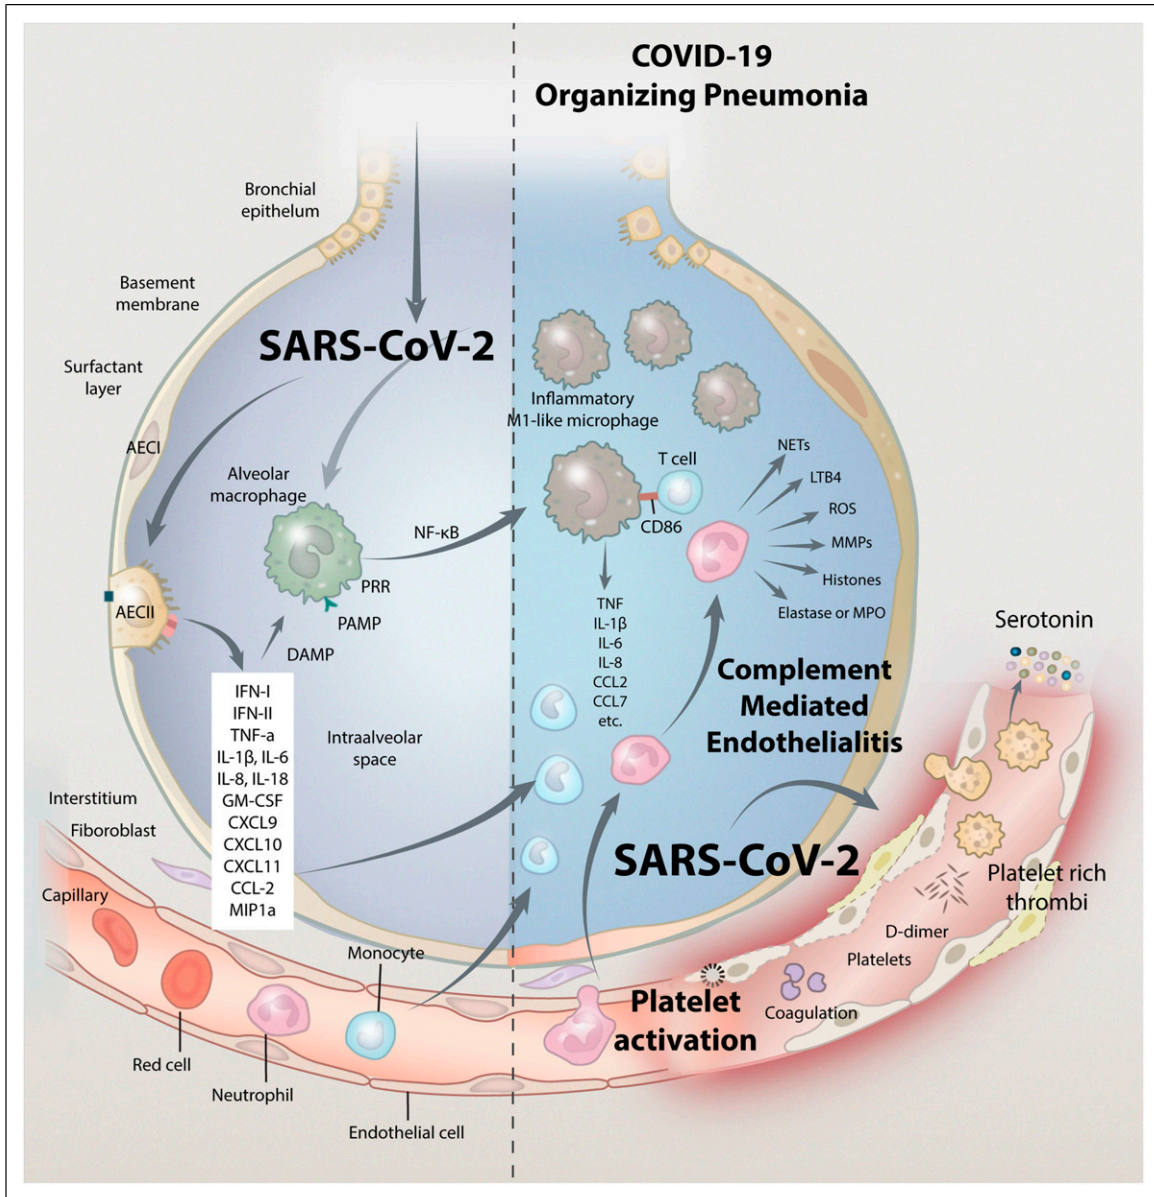 COVID-19
Organizing Pneumonia
Bronchial
epithelum
Basement
membrane
SARS-CoV-2
Surfactant
layer
AECI
Alveolar
macrophage
NF-κB
PRR
PAMP
DAMP
AECII
IFN-I
IFN-II
TNF-a
IL-1β, IL-6
IL-8, IL-18
GM-CSF
CXCL9
CXCL10
CXCL11
CCL-2
MIP1a
Intraalveolar
space
Interstitium
Fiboroblast
Capillary
Monocyte
Red cell
Neutrophil
Endothelial cell
Inflammatory
M1-like microphage
T cell
CD86
NETs
LTB4
ROS
MMPs
Histones
Elastase or MPO
TNF
IL-1β
IL-6
IL-8
CCL2
CCL7
etc.
Complement
Mediated
Endothelialitis
SARS-CoV-2
Serotonin
Platelet rich
thrombi
D-dimer
Platelets
Coagulation
Platelet
activation